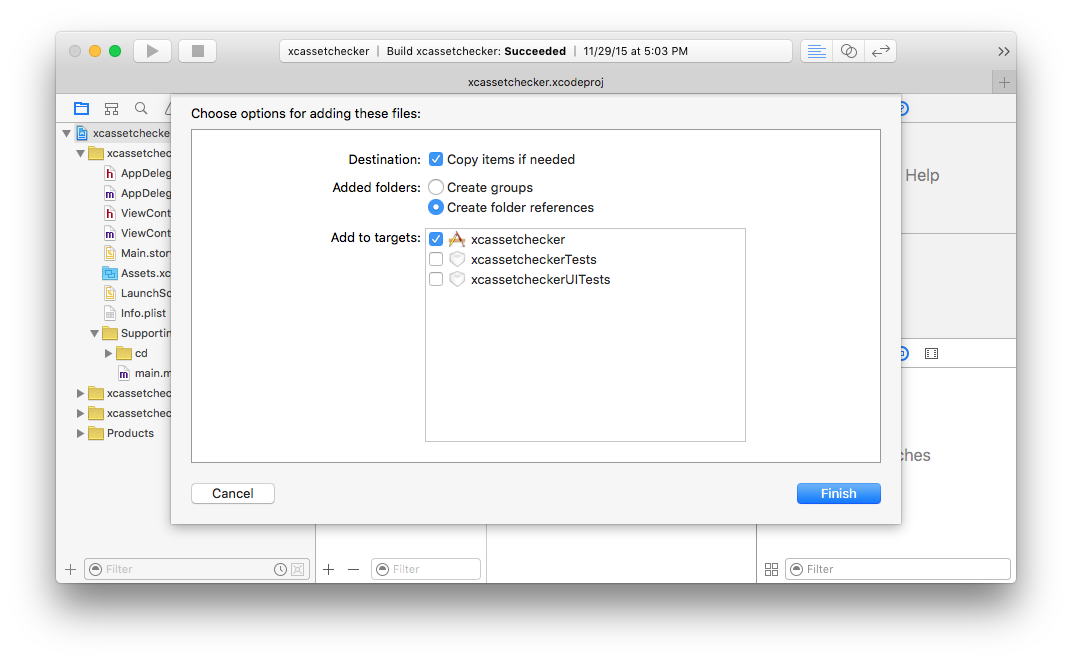 xcassetchecker | Build xcassetchecker: Succeeded | 11/29/15 at 5:03 PM
xcassetchecker.xcodeproj
Choose options for adding these files:
Destination: Copy items if needed
Added folders: Create groups
Create folder references
Add to targets: xcassetchecker
xcassetcheckerTests
xcassetcheckerUITests
Cancel
Finish
xcassetchecke
xcassetchec
h AppDeleg
m AppDeleg
h ViewCont
m ViewCont
Main.story
Assets.xc
LaunchSc
Info.plist
Supportin
cd
m main.m
xcassetchec
xcassetchec
Products
Help
ches
Filter
Filter
Filter